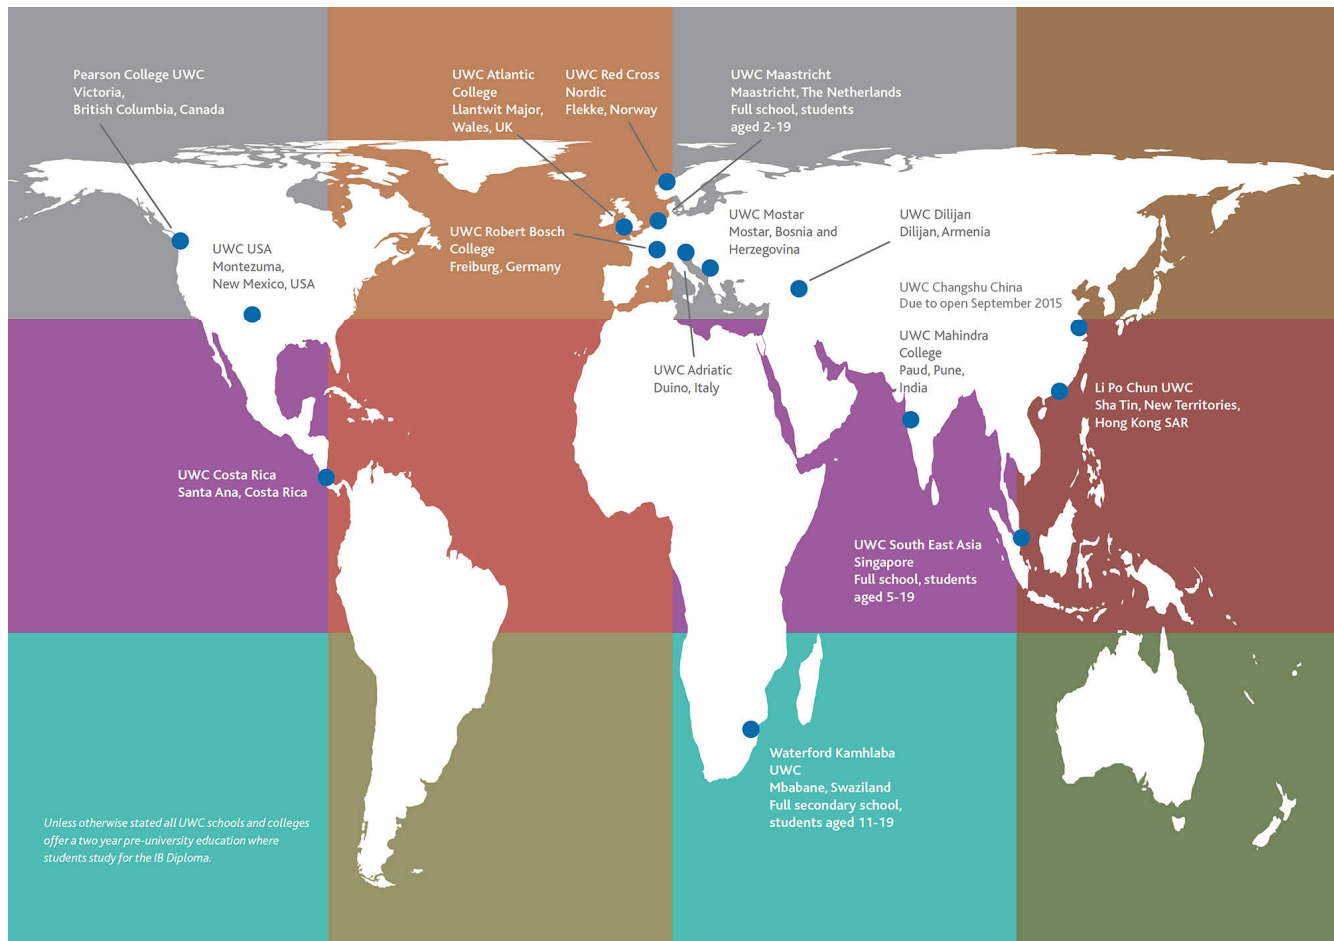 Pearson College UWC
Victoria,
British Columbia, Canada
UWC Atlantic
College
Llantwit Major,
Wales, UK
UWC Red Cross
Nordic
Flekke, Norway
UWC Maastricht
Maastricht, The Netherlands
Full school, students
aged 2-19
UWC USA
Montezuma,
New Mexico, USA
UWC Robert Bosch
College
Freiburg, Germany
UWC Mostar
Mostar, Bosnia and
Herzegovina
UWC Dilijan
Dilijan, Armenia
UWC Changshu China
Due to open September 2015
UWC Mahindra
College
Paud, Pune,
India
UWC Adriatic
Duino, Italy
Li Po Chun UWC
Sha Tin, New Territories,
Hong Kong SAR
UWC Costa Rica
Santa Ana, Costa Rica
UWC South East Asia
Singapore
Full school, students
aged 5-19
Waterford Kamhlaba
UWC
Mbabane, Swaziland
Full secondary school,
students aged 11-19
Unless otherwise stated all UWC schools and colleges
offer a two year pre-university education where
students study for the IB Diploma.